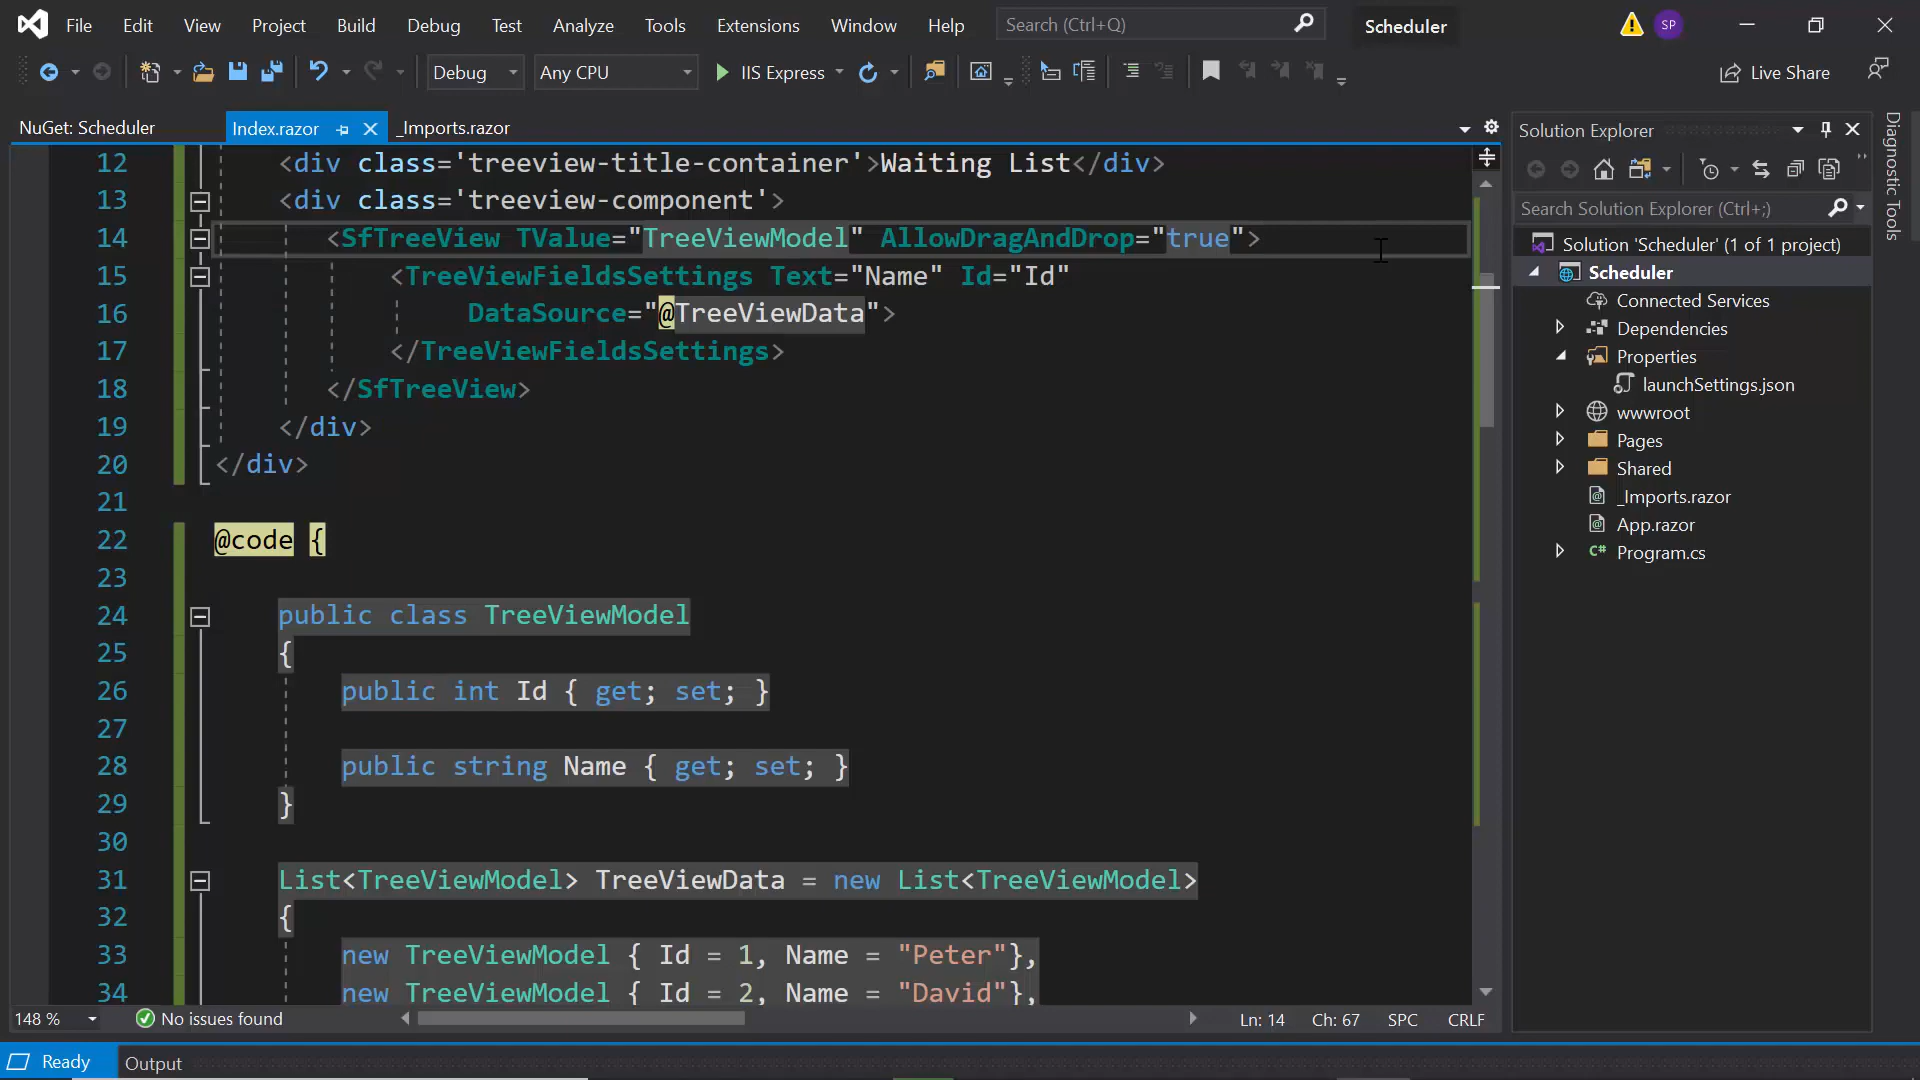 File Edit View Project Build Debug Test Analyze Tools Extensions Window Help Search (Ctrl+Q) Scheduler SP
Debug Any CPU IIS Express Live Share
NuGet: Scheduler Index.razor _Imports.razor
12 <div class='treeview-title-container'>Waiting List</div>
13 <div class='treeview-component'>
14 <SfTreeView TValue="TreeViewModel" AllowDragAndDrop="true">
15 <TreeViewFieldsSettings Text="Name" Id="Id"
16 DataSource="@TreeViewData">
17 </TreeViewFieldsSettings>
18 </SfTreeView>
19 </div>
20 </div>
21
22 @code {
23
24 public class TreeViewModel
25 {
26 public int Id { get; set; }
27
28 public string Name { get; set; }
29 }
30
31 List<TreeViewModel> TreeViewData = new List<TreeViewModel>
32 {
33 new TreeViewModel { Id = 1, Name = "Peter"},
34 new TreeViewModel { Id = 2, Name = "David"},
148 % No issues found Ln: 14 Ch: 67 SPC CRLF
Ready Output
Solution Explorer
Search Solution Explorer (Ctrl+;)
Solution 'Scheduler' (1 of 1 project)
Scheduler
Connected Services
Dependencies
Properties
launchSettings.json
wwwroot
Pages
Shared
_Imports.razor
App.razor
C# Program.cs
Diagnostic Tools